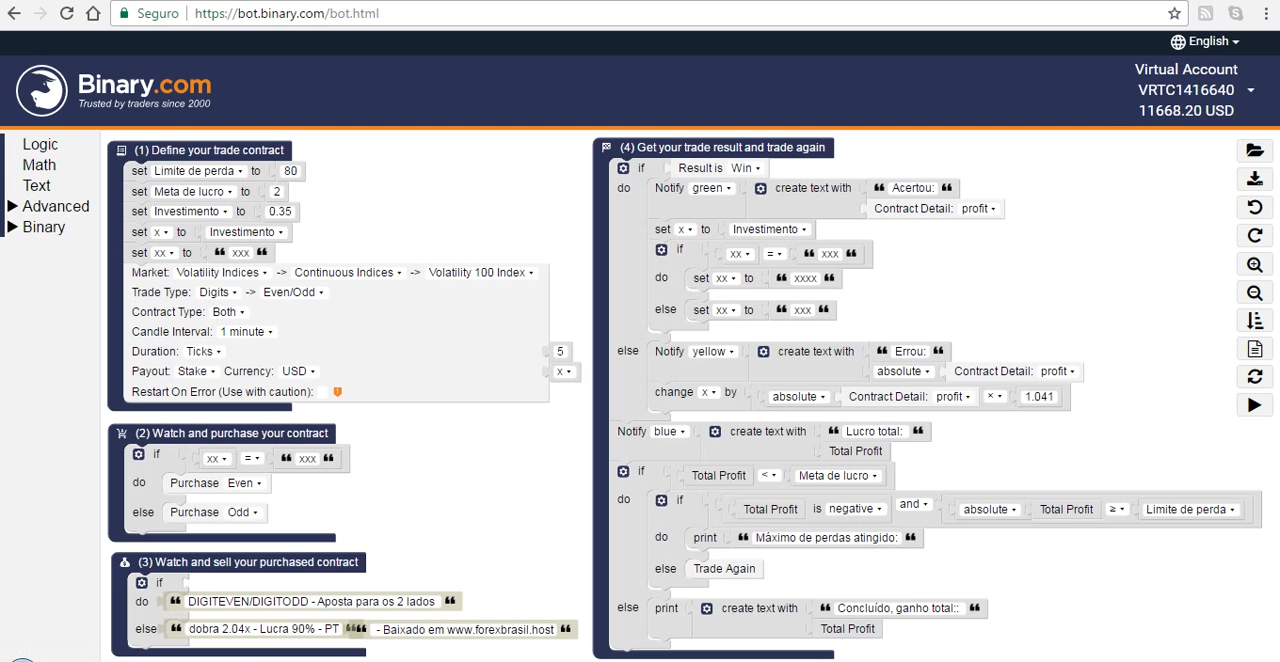 Seguro https://bot.binary.com/bot.html
English
Binary.com
Trusted by traders since 2000
Virtual Account
VRTC1416640
11668.20 USD
Logic
Math
Text
Advanced
Binary
(1) Define your trade contract
set Limite de perda to 80
set Meta de lucro to 2
set Investimento to 0.35
set x to Investimento
set xx to “ xxx “
Market: Volatility Indices -> Continuous Indices -> Volatility 100 Index
Trade Type: Digits -> Even/Odd
Contract Type: Both
Candle Interval: 1 minute
Duration: Ticks 5
Payout: Stake Currency: USD x
Restart On Error (Use with caution):
(2) Watch and purchase your contract
if xx = “ xxx “
do Purchase Even
else Purchase Odd
(3) Watch and sell your purchased contract
if
do “ DIGITEVEN/DIGITODD - Aposta para os 2 lados “
else “ dobra 2.04x - Lucra 90% - PT “ “ - Baixado em www.forexbrasil.host “
(4) Get your trade result and trade again
if Result is Win
do Notify green create text with “ Acertou: “
Contract Detail: profit
set x to Investimento
if xx = “ xxx “
do set xx to “ xxxx “
else set xx to “ xxx “
else Notify yellow create text with “ Errou: “
absolute Contract Detail: profit
change x by absolute Contract Detail: profit × 1.041
Notify blue create text with “ Lucro total: “
Total Profit
if Total Profit < Meta de lucro
do if Total Profit is negative and absolute Total Profit ≥ Limite de perda
do print “ Máximo de perdas atingido: “
else Trade Again
else print create text with “ Concluído, ganho total:: “
Total Profit